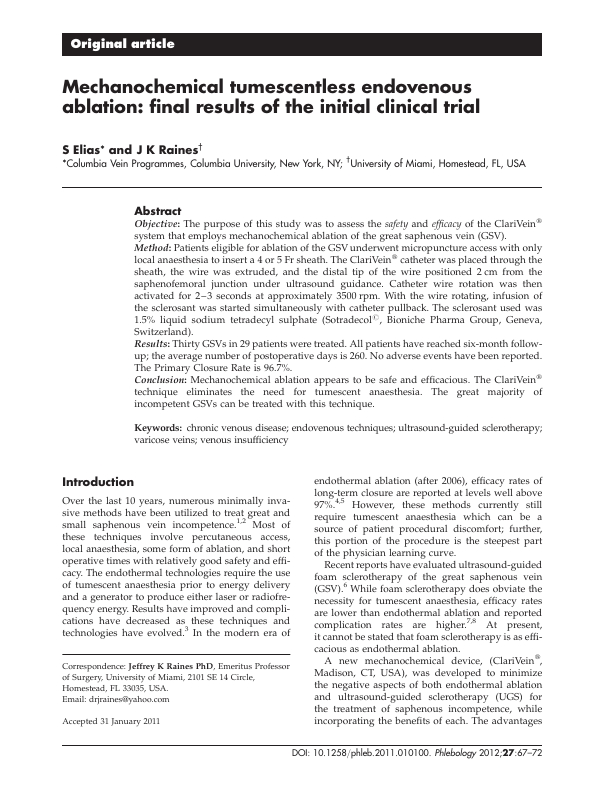 Original article
Mechanochemical tumescentless endovenous
ablation: final results of the initial clinical trial
S Elias* and J K Raines†
*Columbia Vein Programmes, Columbia University, New York, NY; †University of Miami, Homestead, FL, USA
Abstract
Objective: The purpose of this study was to assess the safety and efficacy of the ClariVein®
system that employs mechanochemical ablation of the great saphenous vein (GSV).
Method: Patients eligible for ablation of the GSV underwent micropuncture access with only
local anaesthesia to insert a 4 or 5 Fr sheath. The ClariVein® catheter was placed through the
sheath, the wire was extruded, and the distal tip of the wire positioned 2 cm from the
saphenofemoral junction under ultrasound guidance. Catheter wire rotation was then
activated for 2–3 seconds at approximately 3500 rpm. With the wire rotating, infusion of
the sclerosant was started simultaneously with catheter pullback. The sclerosant used was
1.5% liquid sodium tetradecyl sulphate (Sotradecol©, Bioniche Pharma Group, Geneva,
Switzerland).
Results: Thirty GSVs in 29 patients were treated. All patients have reached six-month follow-
up; the average number of postoperative days is 260. No adverse events have been reported.
The Primary Closure Rate is 96.7%.
Conclusion: Mechanochemical ablation appears to be safe and efficacious. The ClariVein®
technique eliminates the need for tumescent anaesthesia. The great majority of
incompetent GSVs can be treated with this technique.
Keywords: chronic venous disease; endovenous techniques; ultrasound-guided sclerotherapy;
varicose veins; venous insufficiency
Introduction
Over the last 10 years, numerous minimally inva-
sive methods have been utilized to treat great and
small saphenous vein incompetence.1,2 Most of
these techniques involve percutaneous access,
local anaesthesia, some form of ablation, and short
operative times with relatively good safety and effi-
cacy. The endothermal technologies require the use
of tumescent anaesthesia prior to energy delivery
and a generator to produce either laser or radiofre-
quency energy. Results have improved and compli-
cations have decreased as these techniques and
technologies have evolved.3 In the modern era of
Correspondence: Jeffrey K Raines PhD, Emeritus Professor
of Surgery, University of Miami, 2101 SE 14 Circle,
Homestead, FL 33035, USA.
Email: drjraines@yahoo.com
Accepted 31 January 2011
endothermal ablation (after 2006), efficacy rates of
long-term closure are reported at levels well above
97%.4,5 However, these methods currently still
require tumescent anaesthesia which can be a
source of patient procedural discomfort; further,
this portion of the procedure is the steepest part
of the physician learning curve.
Recent reports have evaluated ultrasound-guided
foam sclerotherapy of the great saphenous vein
(GSV).6 While foam sclerotherapy does obviate the
necessity for tumescent anaesthesia, efficacy rates
are lower than endothermal ablation and reported
complication rates are higher.7,8 At present,
it cannot be stated that foam sclerotherapy is as effi-
cacious as endothermal ablation.
A new mechanochemical device, (ClariVein®,
Madison, CT, USA), was developed to minimize
the negative aspects of both endothermal ablation
and ultrasound-guided sclerotherapy (UGS) for
the treatment of saphenous incompetence, while
incorporating the benefits of each. The advantages
DOI: 10.1258/phleb.2011.010100. Phlebology 2012;27:67–72